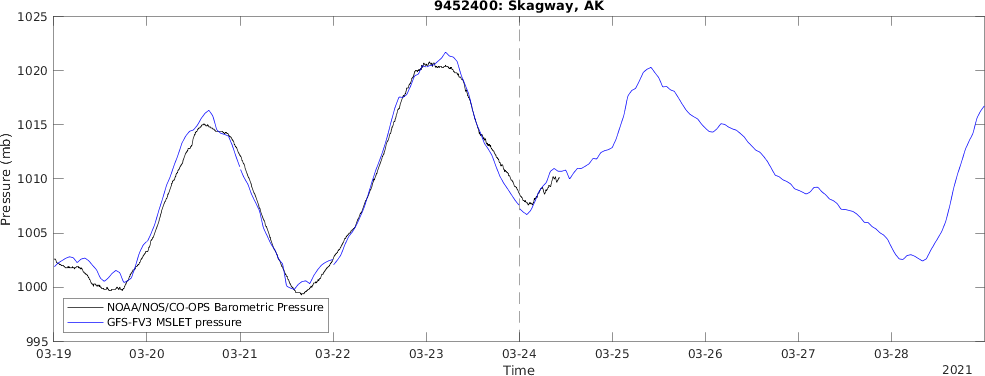 9452400: Skagway, AK
1025
1020
1015
1010
1005
1000
995
Pressure (mb)
NOAA/NOS/CO-OPS Barometric Pressure
GFS-FV3 MSLET pressure
03-19 03-20 03-21 03-22 03-23 03-24 03-25 03-26 03-27 03-28
Time
2021